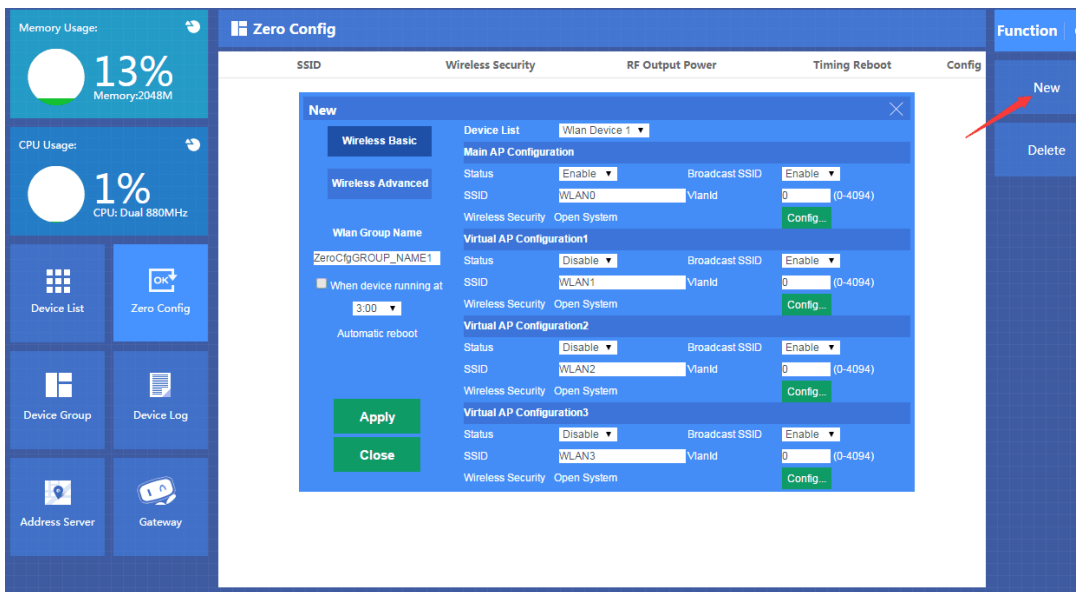 Memory Usage:
13%
Memory:2048M
CPU Usage:
1%
CPU: Dual 880MHz
Device List
OK
Zero Config
Device Group
Device Log
Address Server
Gateway
Zero Config
SSID Wireless Security RF Output Power Timing Reboot Config
New
Wireless Basic
Wireless Advanced
Wlan Group Name
ZeroCfgGROUP_NAME1
When device running at
3:00
Automatic reboot
Apply
Close
Device List Wlan Device 1
Main AP Configuration
Status Enable Broadcast SSID Enable
SSID WLAN0 VlanId 0 (0-4094)
Wireless Security Open System Config...
Virtual AP Configuration1
Status Disable Broadcast SSID Enable
SSID WLAN1 VlanId 0 (0-4094)
Wireless Security Open System Config...
Virtual AP Configuration2
Status Disable Broadcast SSID Enable
SSID WLAN2 VlanId 0 (0-4094)
Wireless Security Open System Config...
Virtual AP Configuration3
Status Disable Broadcast SSID Enable
SSID WLAN3 VlanId 0 (0-4094)
Wireless Security Open System Config...
Function
New
Delete